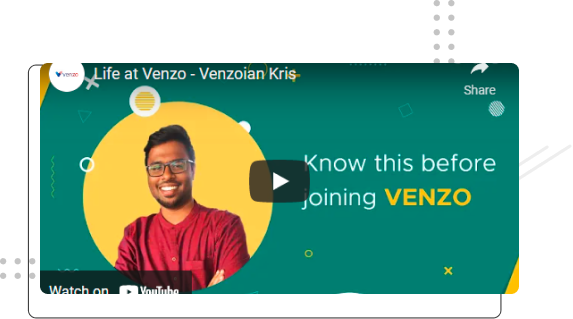 venzo
Life at Venzo - Venzoian Kris
Share
Know this before
joining VENZO
Watch on YouTube